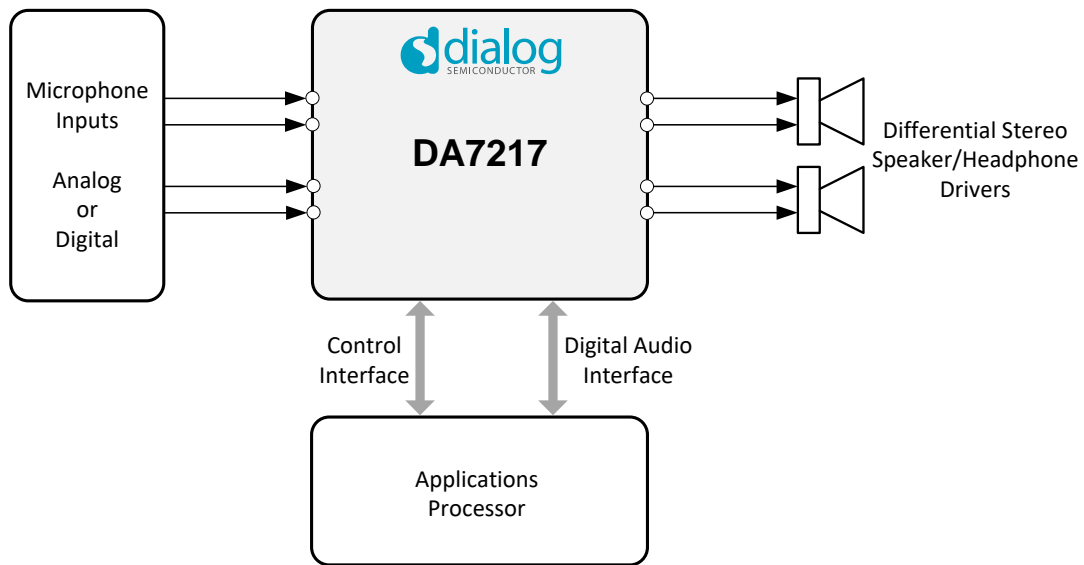 dialog
SEMICONDUCTOR
DA7217
Microphone
Inputs
Analog
or
Digital
Differential Stereo
Speaker/Headphone
Drivers
Control
Interface
Digital Audio
Interface
Applications
Processor